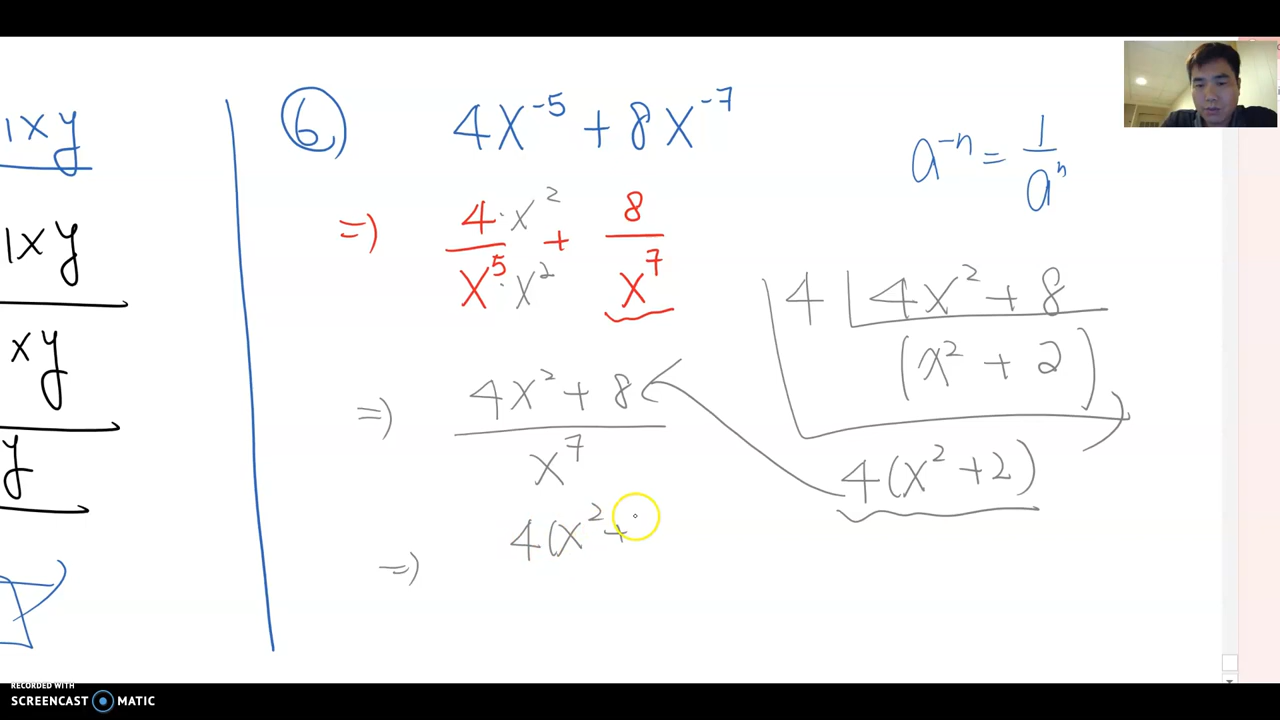 1xy
1xy
xy
y
6) 4x^-5 + 8x^-7
=) 4·x^2 / x^5·x^2 + 8 / x^7
=) 4x^2 + 8 / x^7
=) 4(x^2+
a^-n = 1 / a^n
4 | 4x^2 + 8
(x^2 + 2)
4(x^2+2)
RECORDED WITH
SCREENCAST MATIC